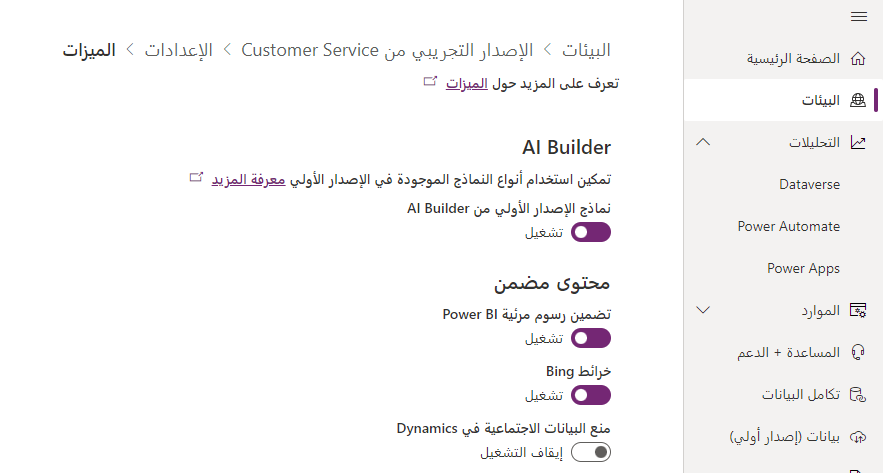 الصفحة الرئيسية
البيئات
التحليلات
Dataverse
Power Automate
Power Apps
الموارد
المساعدة + الدعم
تكامل البيانات
بيانات (إصدار أولي)
البيئات > الإصدار التجريبي من Customer Service > الإعدادات > الميزات
تعرف على المزيد حول الميزات
AI Builder
تمكين استخدام أنواع النماذج الموجودة في الإصدار الأولي معرفة المزيد
نماذج الإصدار الأولي من AI Builder
تشغيل
محتوى مضمن
تضمين رسوم مرئية Power BI
تشغيل
خرائط Bing
تشغيل
منع البيانات الاجتماعية في Dynamics
إيقاف التشغيل